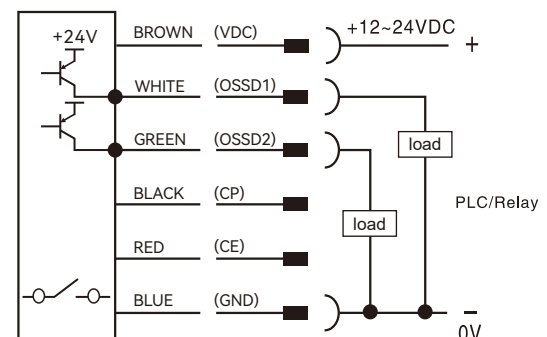 +24V
BROWN (VDC) +12~24VDC +
WHITE (OSSD1)
GREEN (OSSD2)
load
BLACK (CP)
PLC/Relay
load
RED (CE)
BLUE (GND) −
0V